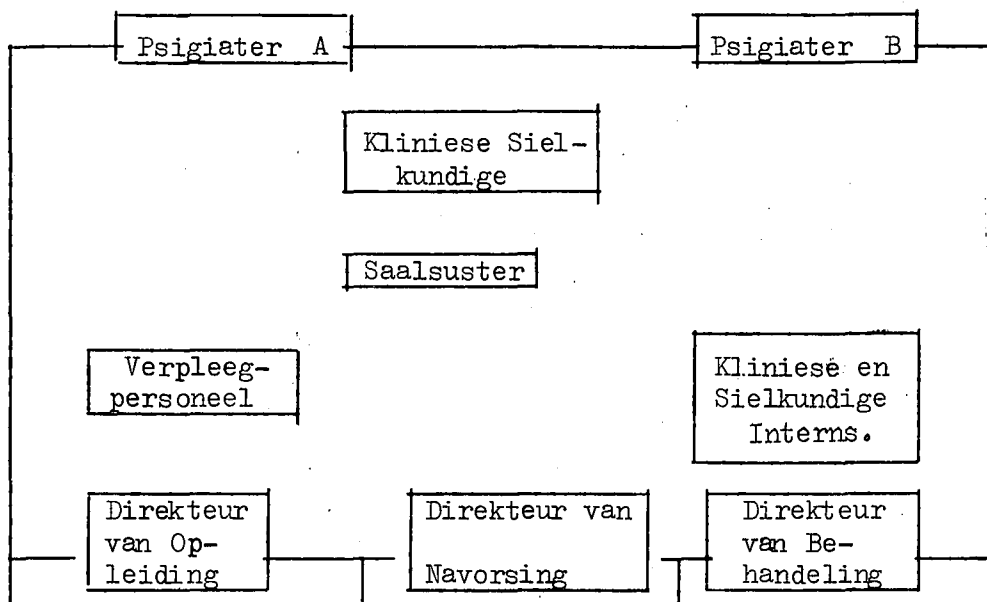 Psigiater A
Psigiater B
Kliniese Siel-
kundige
Saalsuster
Verpleeg-
personeel
Kliniese en
Sielkundige
Interns.
Direkteur
van Op-
leiding
Direkteur van
Navorsing
Direkteur
van Be-
handeling